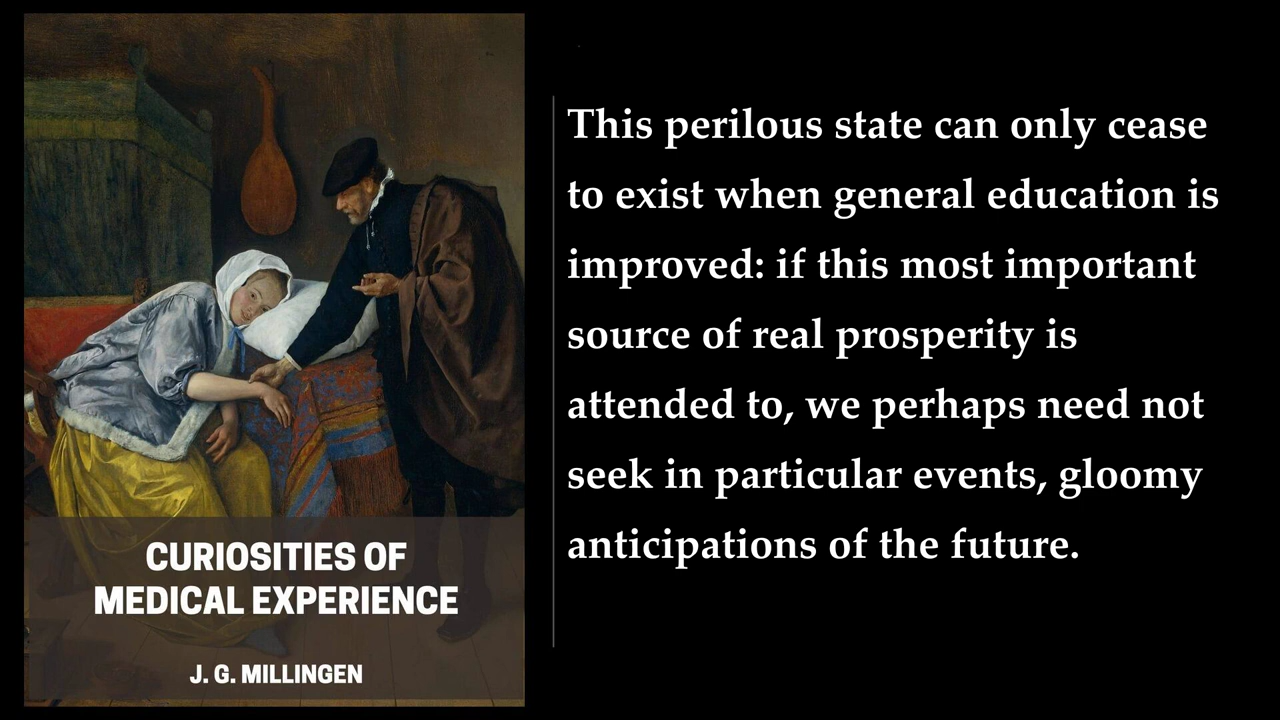 CURIOSITIES OF
MEDICAL EXPERIENCE
J. G. MILLINGEN
This perilous state can only cease
to exist when general education is
improved: if this most important
source of real prosperity is
attended to, we perhaps need not
seek in particular events, gloomy
anticipations of the future.